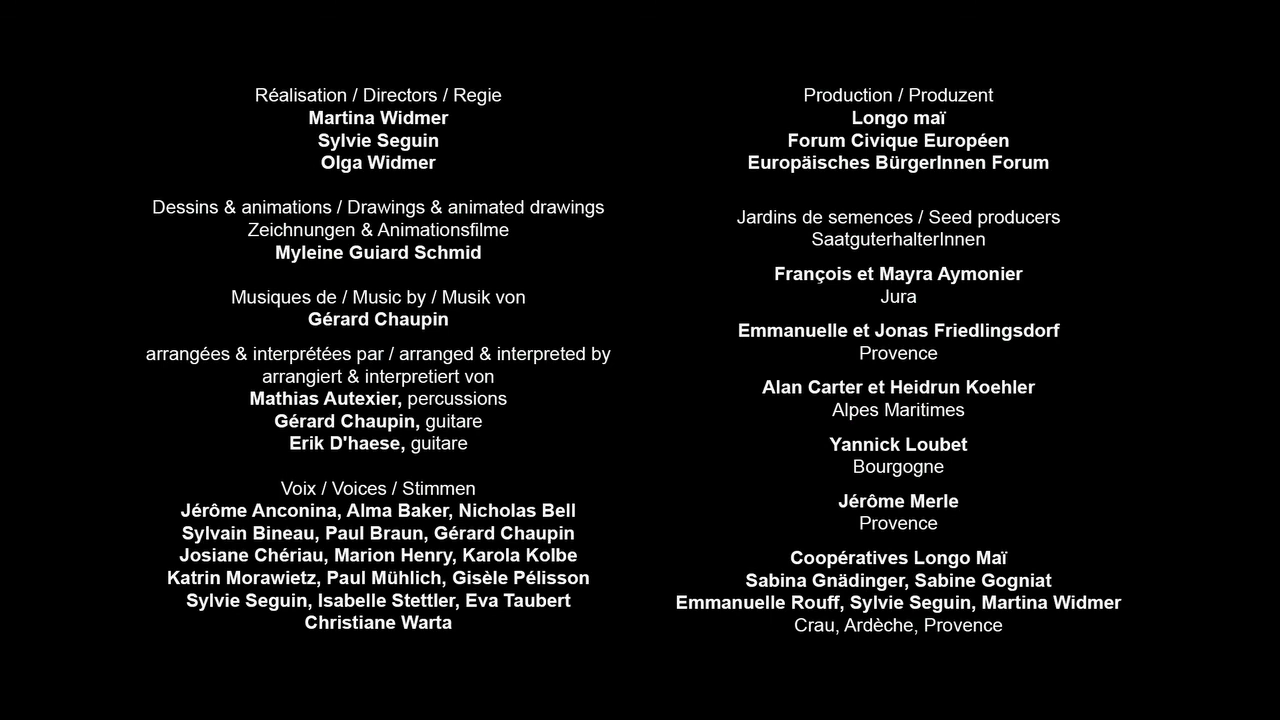 Réalisation / Directors / Regie
Martina Widmer
Sylvie Seguin
Olga Widmer
Dessins & animations / Drawings & animated drawings
Zeichnungen & Animationsfilme
Myleine Guiard Schmid
Musiques de / Music by / Musik von
Gérard Chaupin
arrangées & interprétées par / arranged & interpreted by
arrangiert & interpretiert von
Mathias Autexier, percussions
Gérard Chaupin, guitare
Erik D'haese, guitare
Voix / Voices / Stimmen
Jérôme Anconina, Alma Baker, Nicholas Bell
Sylvain Bineau, Paul Braun, Gérard Chaupin
Josiane Chériau, Marion Henry, Karola Kolbe
Katrin Morawietz, Paul Mühlich, Gisèle Pélisson
Sylvie Seguin, Isabelle Stettler, Eva Taubert
Christiane Warta
Production / Produzent
Longo maï
Forum Civique Européen
Europäisches BürgerInnen Forum
Jardins de semences / Seed producers
SaatguterhalterInnen
François et Mayra Aymonier
Jura
Emmanuelle et Jonas Friedlingsdorf
Provence
Alan Carter et Heidrun Koehler
Alpes Maritimes
Yannick Loubet
Bourgogne
Jérôme Merle
Provence
Coopératives Longo Maï
Sabina Gnädinger, Sabine Gogniat
Emmanuelle Rouff, Sylvie Seguin, Martina Widmer
Crau, Ardèche, Provence